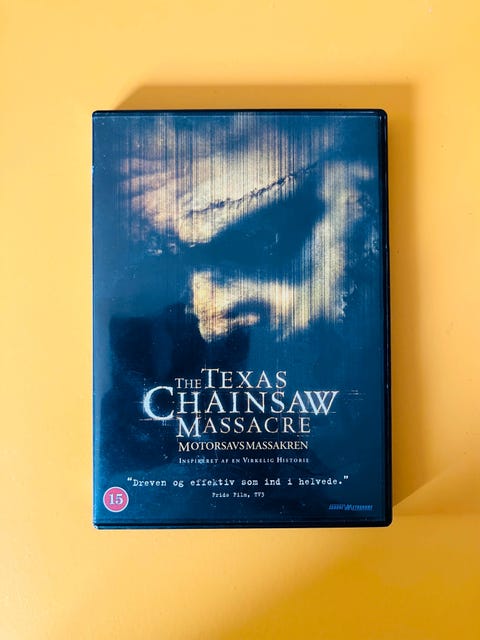 THE TEXAS
CHAINSAW
MASSACRE
MOTORSAVSMASSAKREN
INSPIRERET AF EN VIRKELIG HISTORIE
"Dreven og effektiv som ind i helvede."
Prido Film, TV3
15